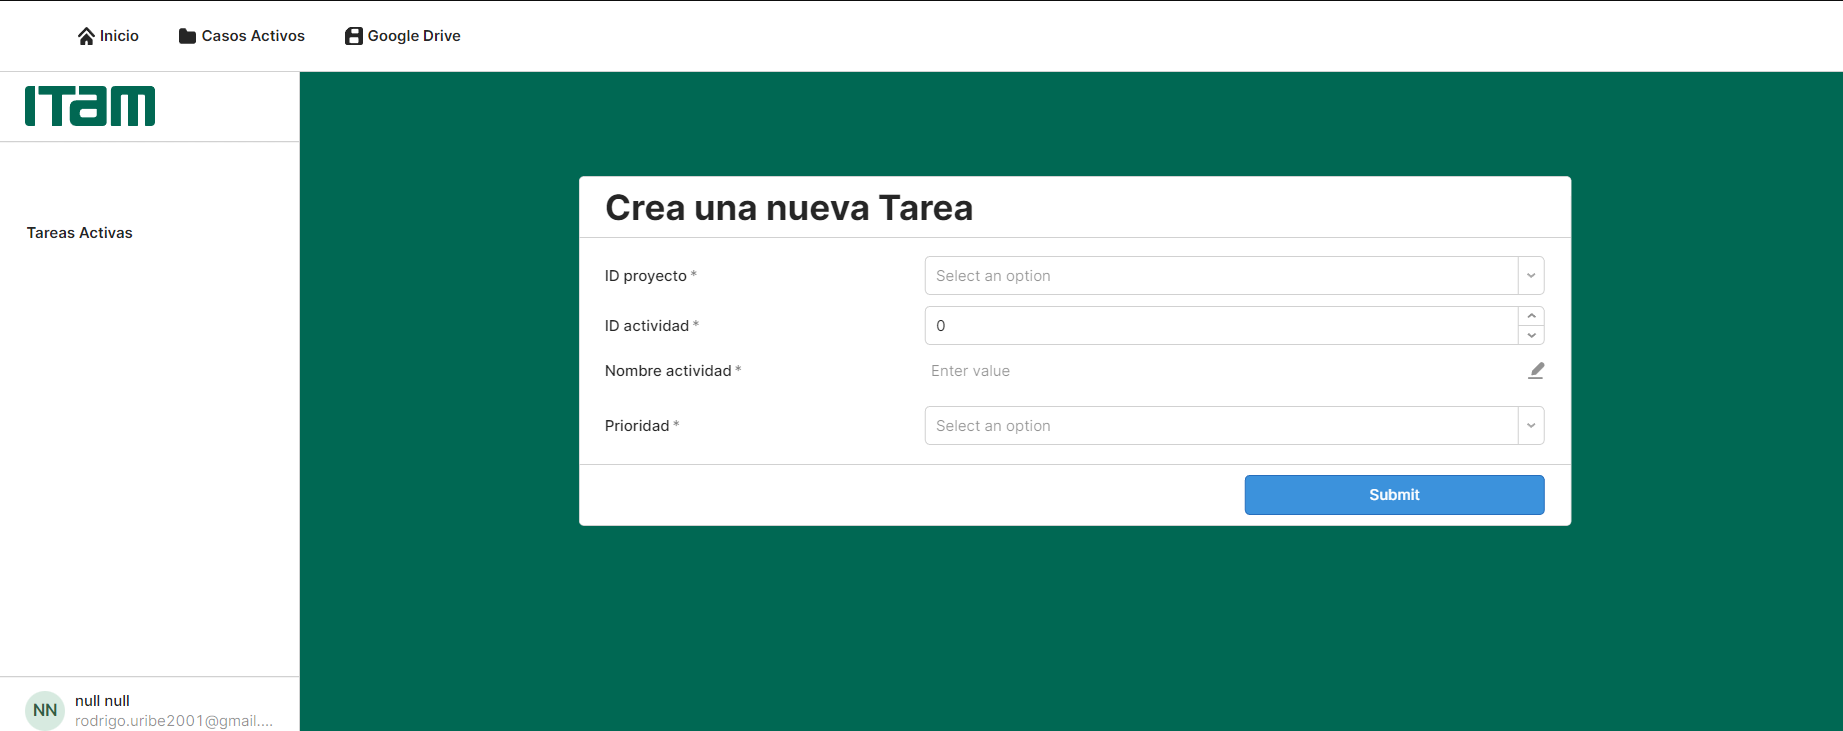 Inicio
Casos Activos
Google Drive
ITAM
Tareas Activas
Crea una nueva Tarea
ID proyecto *
Select an option
ID actividad *
0
Nombre actividad *
Enter value
Prioridad *
Select an option
Submit
NN
null null
rodrigo.uribe2001@gmail....